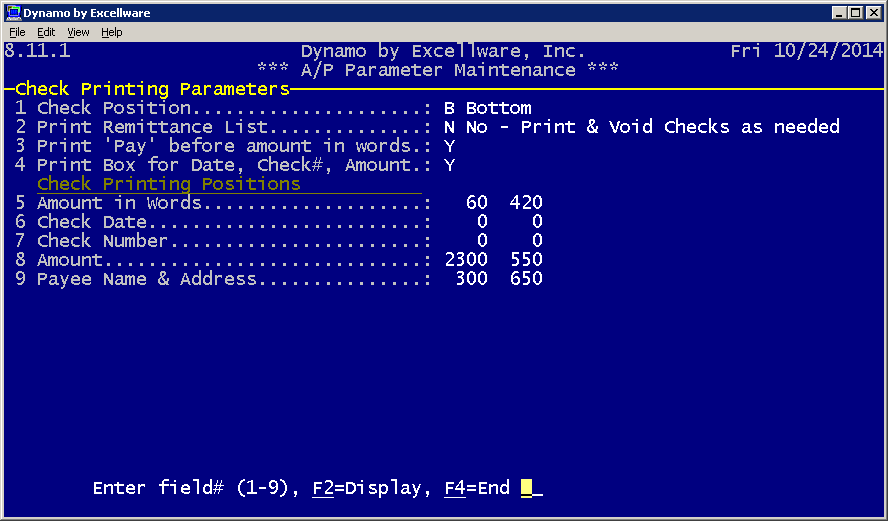 Dynamo by Excellware
File Edit View Help
8.11.1 Dynamo by Excellware, Inc. Fri 10/24/2014
*** A/P Parameter Maintenance ***
Check Printing Parameters
1 Check Position.....................: B Bottom
2 Print Remittance List..............: N No - Print & Void Checks as needed
3 Print 'Pay' before amount in words.: Y
4 Print Box for Date, Check#, Amount.: Y
Check Printing Positions
5 Amount in Words....................: 60 420
6 Check Date.........................: 0 0
7 Check Number.......................: 0 0
8 Amount.............................: 2300 550
9 Payee Name & Address...............: 300 650
Enter field# (1-9), F2=Display, F4=End